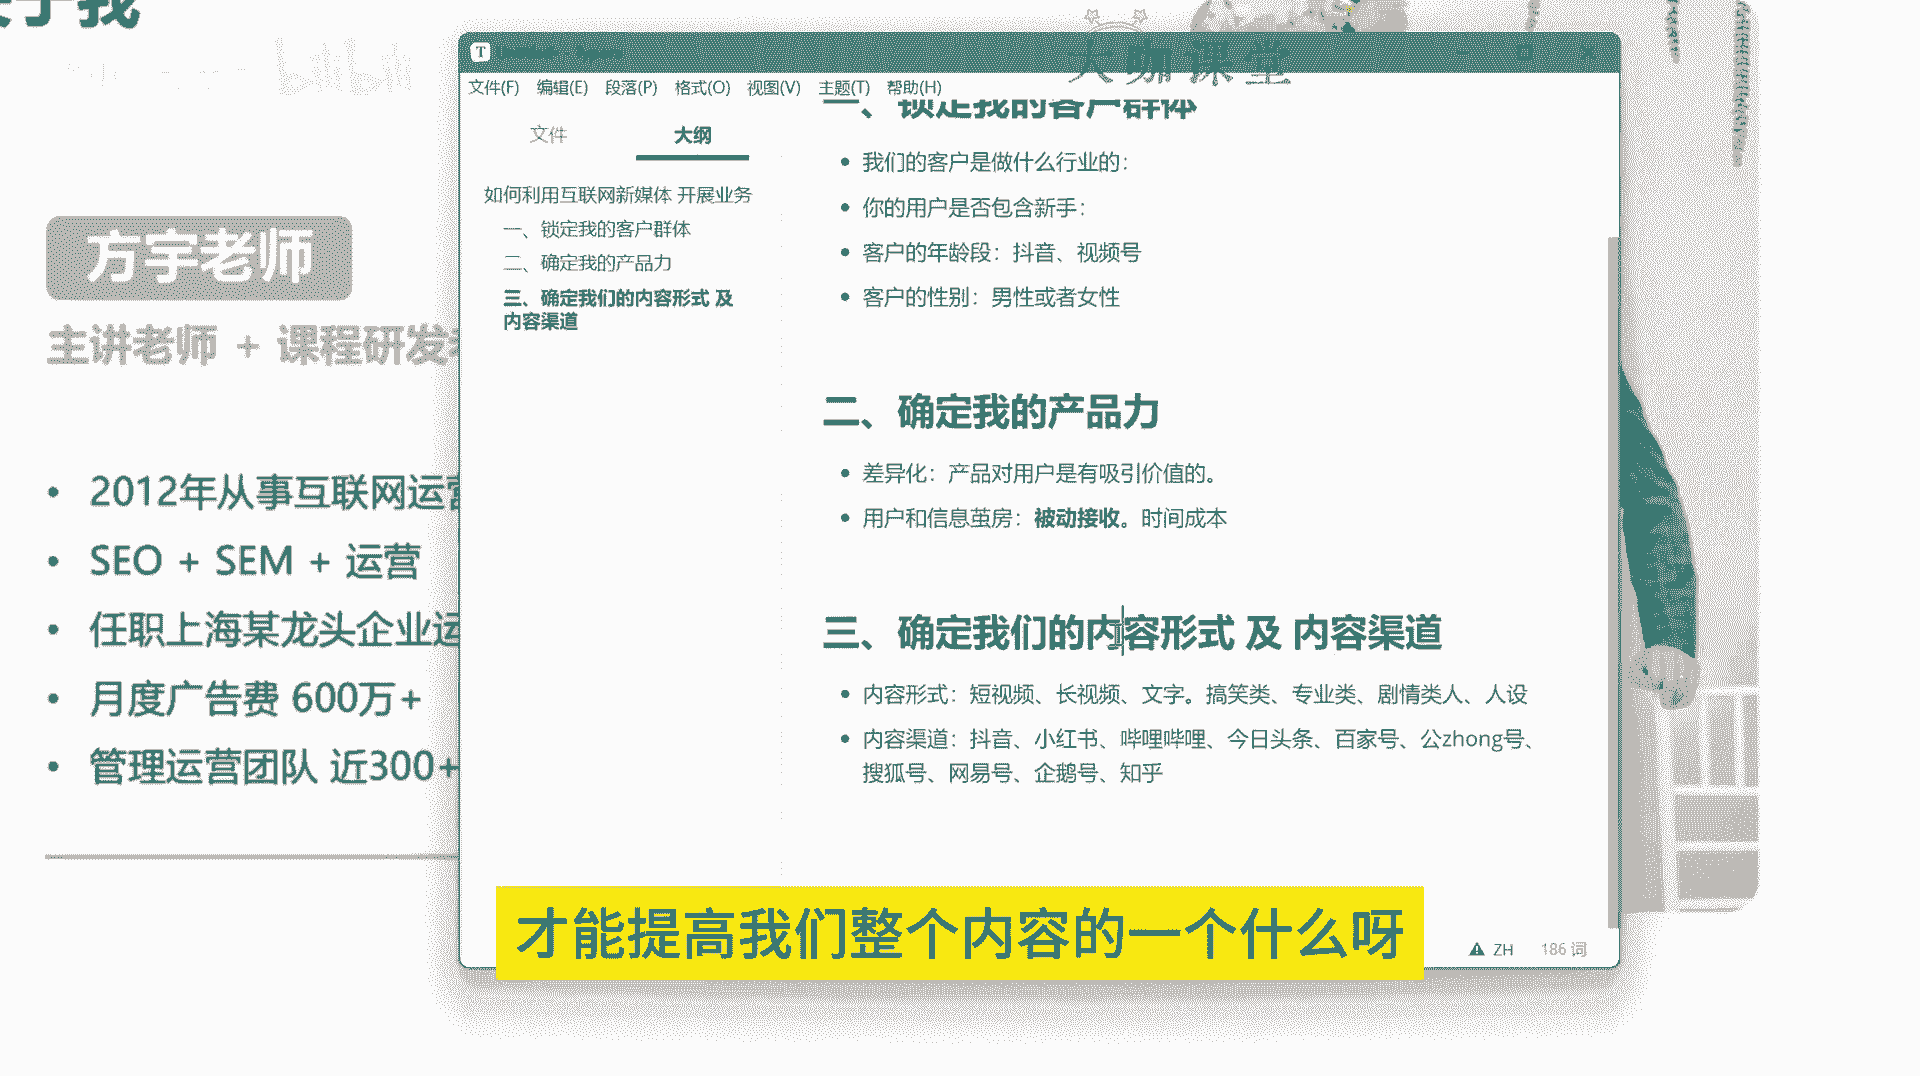 关于我
bilibili
大咖课堂
方宇老师
主讲老师 + 课程研发
2012年从事互联网运营
SEO + SEM + 运营
任职上海某龙头企业运
月度广告费 600万+
管理运营团队 近300+
T
文件(F) 编辑(E) 段落(P) 格式(O) 视图(V) 主题(T) 帮助(H)
文件 大纲
如何利用互联网新媒体 开展业务
一、锁定我的客户群体
二、确定我的产品力
三、确定我们的内容形式 及
内容渠道
一、锁定我的客户群体
我们的客户是做什么行业的：
你的用户是否包含新手：
客户的年龄段：抖音、视频号
客户的性别：男性或者女性
二、确定我的产品力
差异化：产品对用户是有吸引价值的。
用户和信息茧房：被动接收。时间成本
三、确定我们的内容形式 及 内容渠道
内容形式：短视频、长视频、文字。搞笑类、专业类、剧情类人、人设
内容渠道：抖音、小红书、哔哩哔哩、今日头条、百家号、公zhong号、
搜狐号、网易号、企鹅号、知乎
才能提高我们整个内容的一个什么呀
ZH 186 词